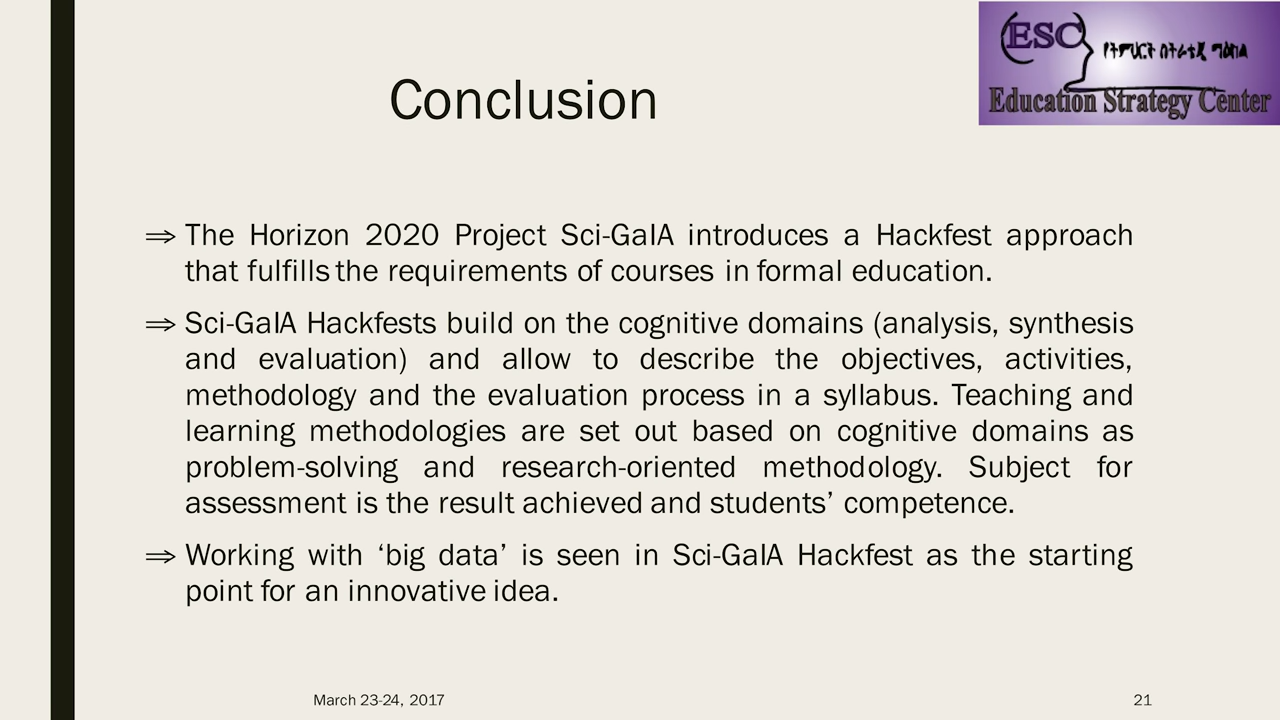 ESC
የትምህርት ስትራቴጂ ማዕከል
Education Strategy Center
Conclusion
⇒ The Horizon 2020 Project Sci-GaIA introduces a Hackfest approach
that fulfills the requirements of courses in formal education.
⇒ Sci-GaIA Hackfests build on the cognitive domains (analysis, synthesis
and evaluation) and allow to describe the objectives, activities,
methodology and the evaluation process in a syllabus. Teaching and
learning methodologies are set out based on cognitive domains as
problem-solving and research-oriented methodology. Subject for
assessment is the result achieved and students’ competence.
⇒ Working with ‘big data’ is seen in Sci-GaIA Hackfest as the starting
point for an innovative idea.
March 23-24, 2017
21